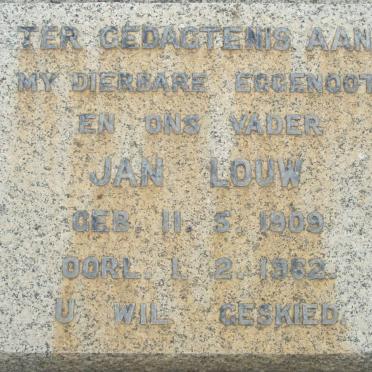 TER GEDAGTENIS AAN
MY DIERBARE EGGENOOT
EN ONS VADER
JAN LOUW
GEB. 11. 5. 1909
OORL. 1. 2. 1962.
U WIL GESKIED.